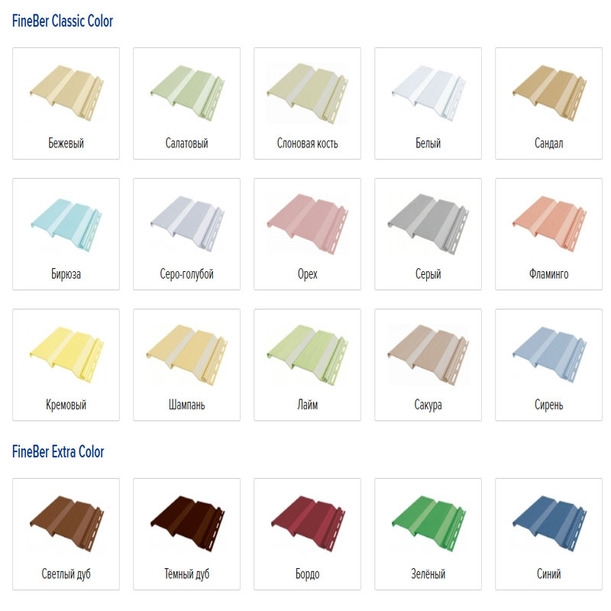 FineBer Classic Color
Бежевый
Салатовый
Слоновая кость
Белый
Сандал
Бирюза
Серо-голубой
Орех
Серый
Фламинго
Кремовый
Шампань
Лайм
Сакура
Сирень
FineBer Extra Color
Светлый дуб
Тёмный дуб
Бордо
Зелёный
Синий